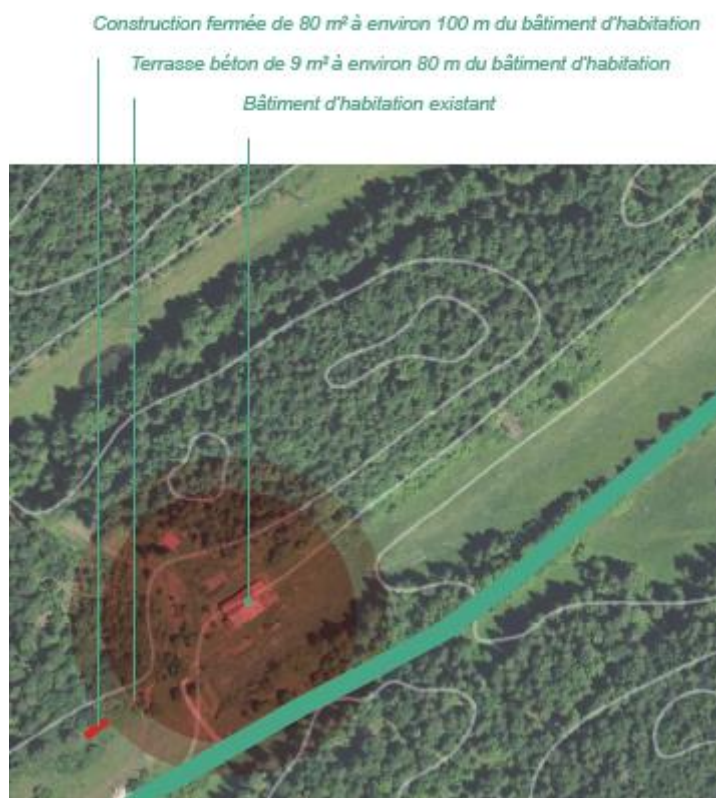 Construction fermée de 80 m² à environ 100 m du bâtiment d'habitation
Terrasse béton de 9 m² à environ 80 m du bâtiment d'habitation
Bâtiment d'habitation existant